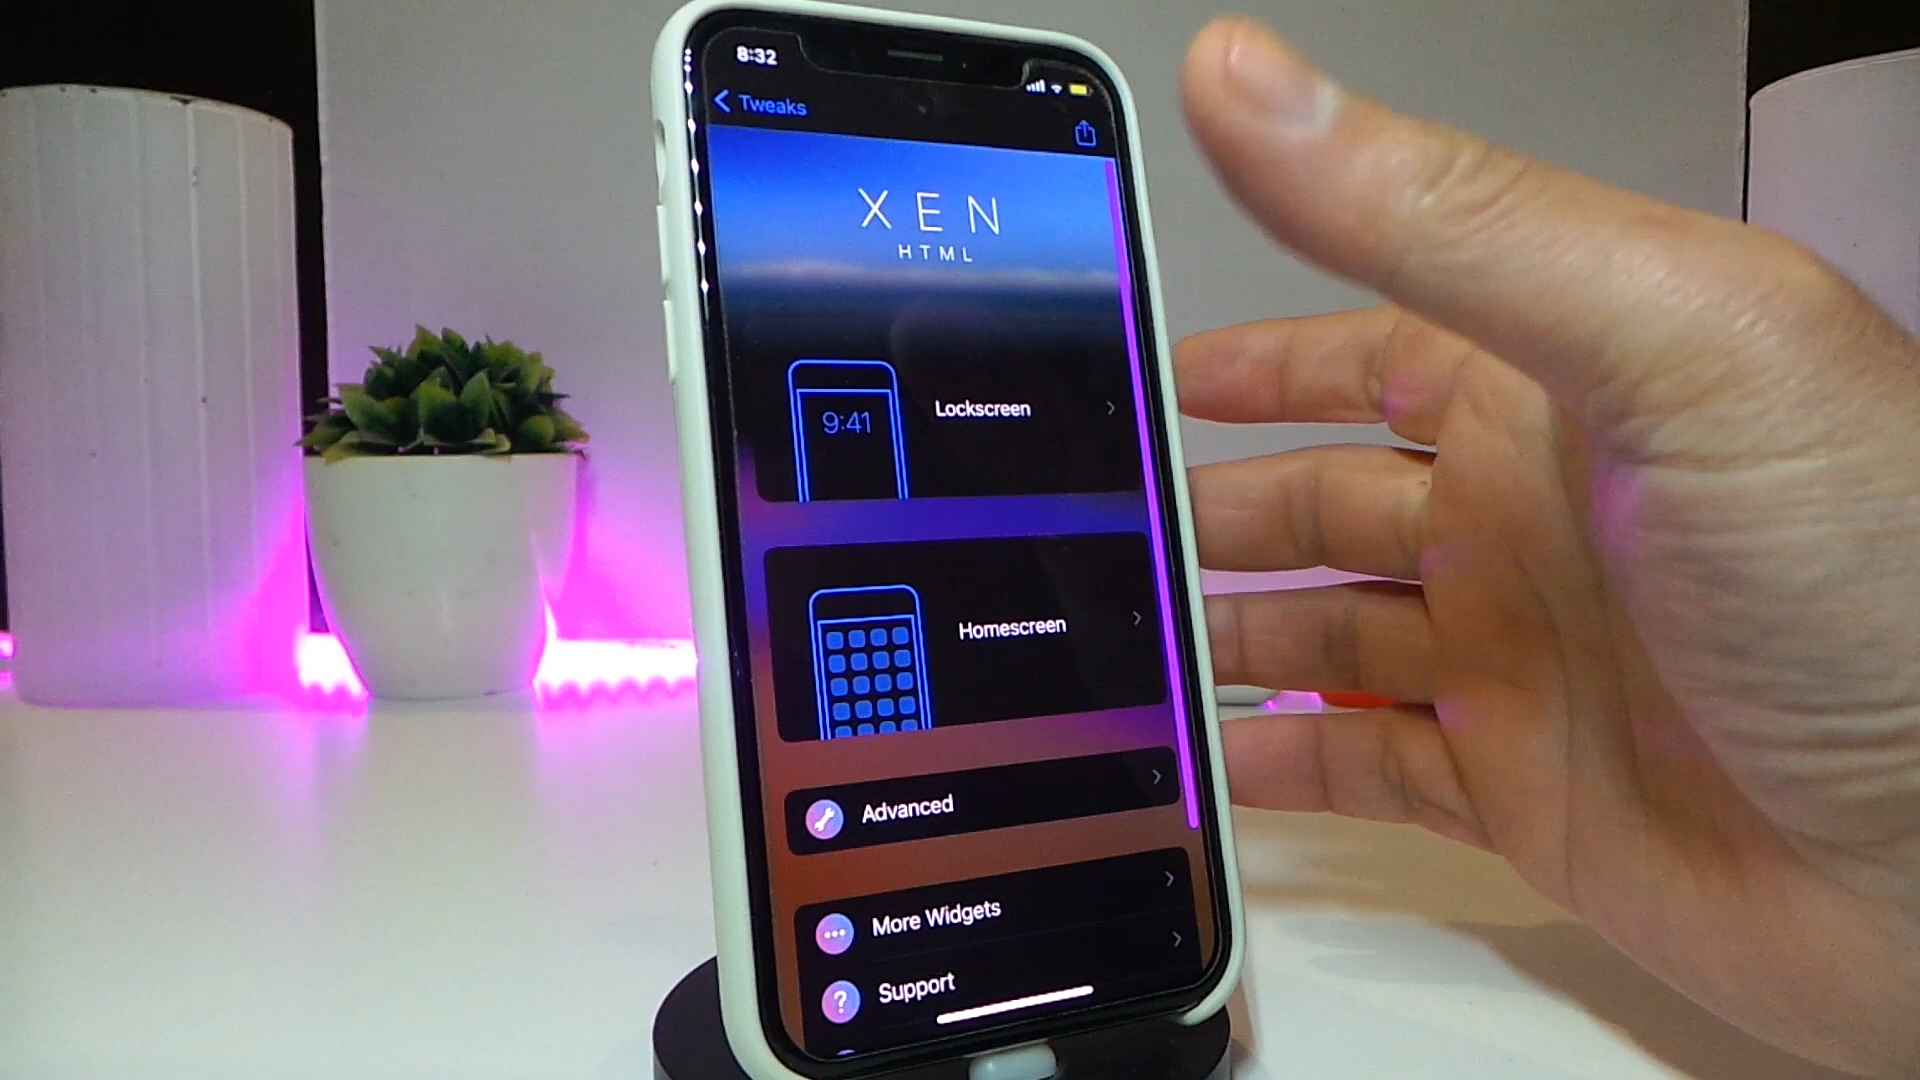 8:32
Tweaks
XEN
HTML
9:41
Lockscreen
Homescreen
Advanced
More Widgets
?
Support